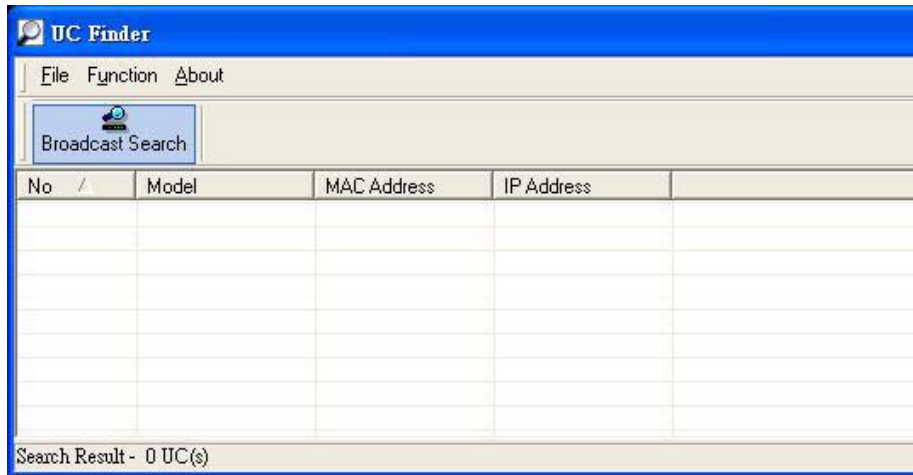 UC Finder
File Function About
Broadcast Search
No Model MAC Address IP Address
Search Result - 0 UC(s)